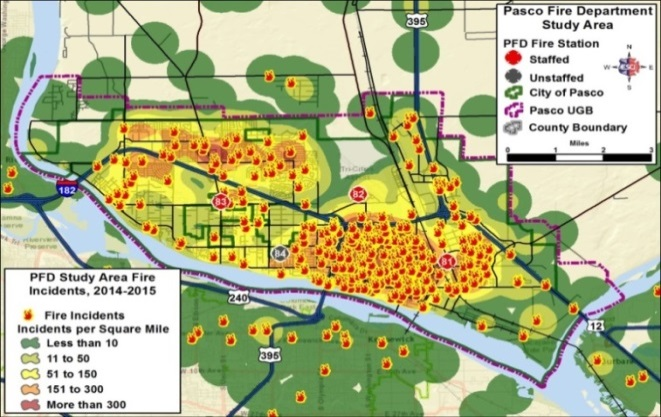 Pasco Fire Department
Study Area
PFD Fire Station
Staffed
Unstaffed
City of Pasco
Pasco UGB
County Boundary
N
W
E
S
Miles
0 1 2 3
395
182
83
82
84
81
240
395
12
PFD Study Area Fire
Incidents, 2014-2015
Fire Incidents
Incidents per Square Mile
Less than 10
11 to 50
51 to 150
151 to 300
More than 300